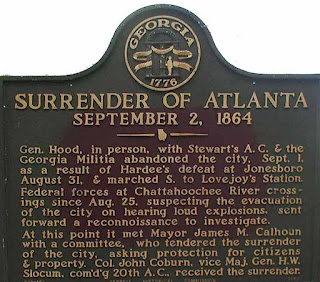 GEORGIA
1776
SURRENDER OF ATLANTA
SEPTEMBER 2, 1864
Gen. Hood, in person, with Stewart's A.C. & the
Georgia Militia abandoned the city, Sept. 1,
as a result of Hardee's defeat at Jonesboro
August 31, & marched S. to Lovejoy's Station.
Federal forces at Chattahoochee River cross-
ings since Aug. 25, suspecting the evacuation
of the city on hearing loud explosions, sent
forward a reconnoissance to investigate.
At this point it met Mayor James M. Calhoun
with a committee, who tendered the surrender
of the city, asking protection for citizens
& property. Col. John Coburn, vice Maj. Gen. H.W.
Slocum, com'd'g 20th A.C., received the surrender.